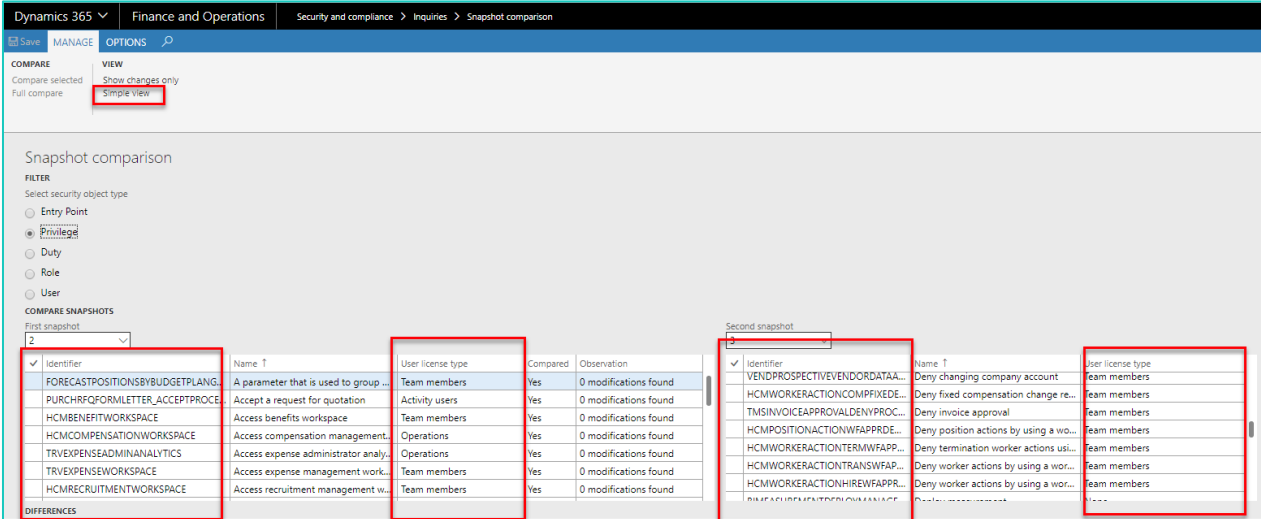 Dynamics 365 Finance and Operations Security and compliance > Inquiries > Snapshot comparison
Save MANAGE OPTIONS
COMPARE VIEW
Compare selected Show changes only
Full compare Simple view
Snapshot comparison
FILTER
Select security object type
Entry Point
Privilege
Duty
Role
User
COMPARE SNAPSHOTS
First snapshot Second snapshot
2 3
✓ Identifier Name ↑ User license type Compared Observation
FORECASTPOSITIONSBYBUDGETPLANG... A parameter that is used to group ... Team members Yes 0 modifications found
PURCHRFQFORMLETTER_ACCEPTPROCE... Accept a request for quotation Activity users Yes 0 modifications found
HCMBENEFITWORKSPACE Access benefits workspace Team members Yes 0 modifications found
HCMCOMPENSATIONWORKSPACE Access compensation management... Operations Yes 0 modifications found
TRVEXPENSEADMINANALYTICS Access expense administrator analy... Operations Yes 0 modifications found
TRVEXPENSEWORKSPACE Access expense management work... Team members Yes 0 modifications found
HCMRECRUITMENTWORKSPACE Access recruitment management w... Team members Yes 0 modifications found
✓ Identifier Name ↑ User license type
VENDPROSPECTIVEVENDORDATAA... Deny changing company account Team members
HCMWORKERACTIONCOMPFIXEDE... Deny fixed compensation change re... Team members
TMSINVOICEAPPROVALDENYPROC... Deny invoice approval Team members
HCMPOSITIONACTIONWFAPPRDE... Deny position actions by using a wo... Team members
HCMWORKERACTIONTERMWFAPP... Deny termination worker actions usi... Team members
HCMWORKERACTIONTRANSWFAP... Deny worker actions by using a wor... Team members
HCMWORKERACTIONHIREWFAPPR... Deny worker actions by using a wor... Team members
BIMEASUREMENTDEPLOYMANAGE Deploy measurement None
DIFFERENCES